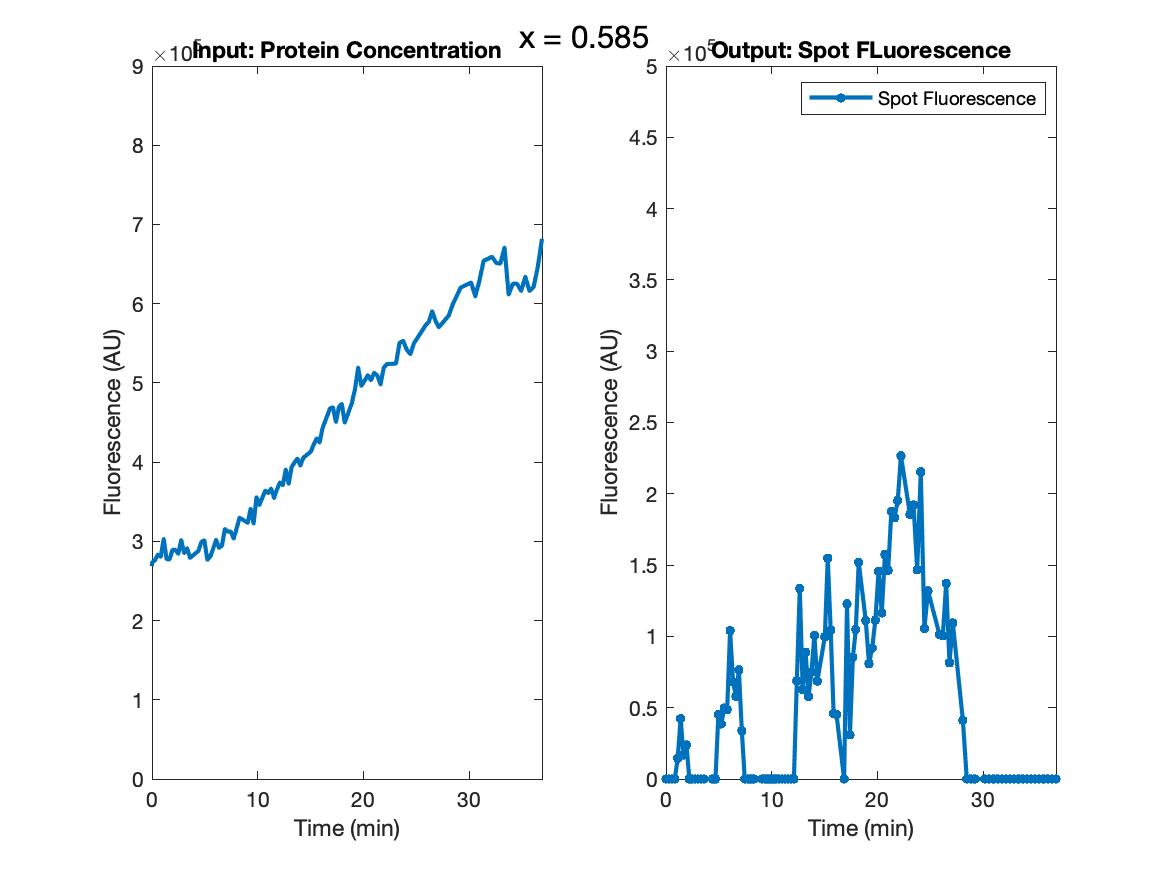 x = 0.585
×10⁵
Input: Protein Concentration
9
8
7
6
5
4
3
2
1
0
0 10 20 30
Time (min)
Fluorescence (AU)
×10⁵
Output: Spot FLuorescence
Spot Fluorescence
5
4.5
4
3.5
3
2.5
2
1.5
1
0.5
0
0 10 20 30
Time (min)
Fluorescence (AU)